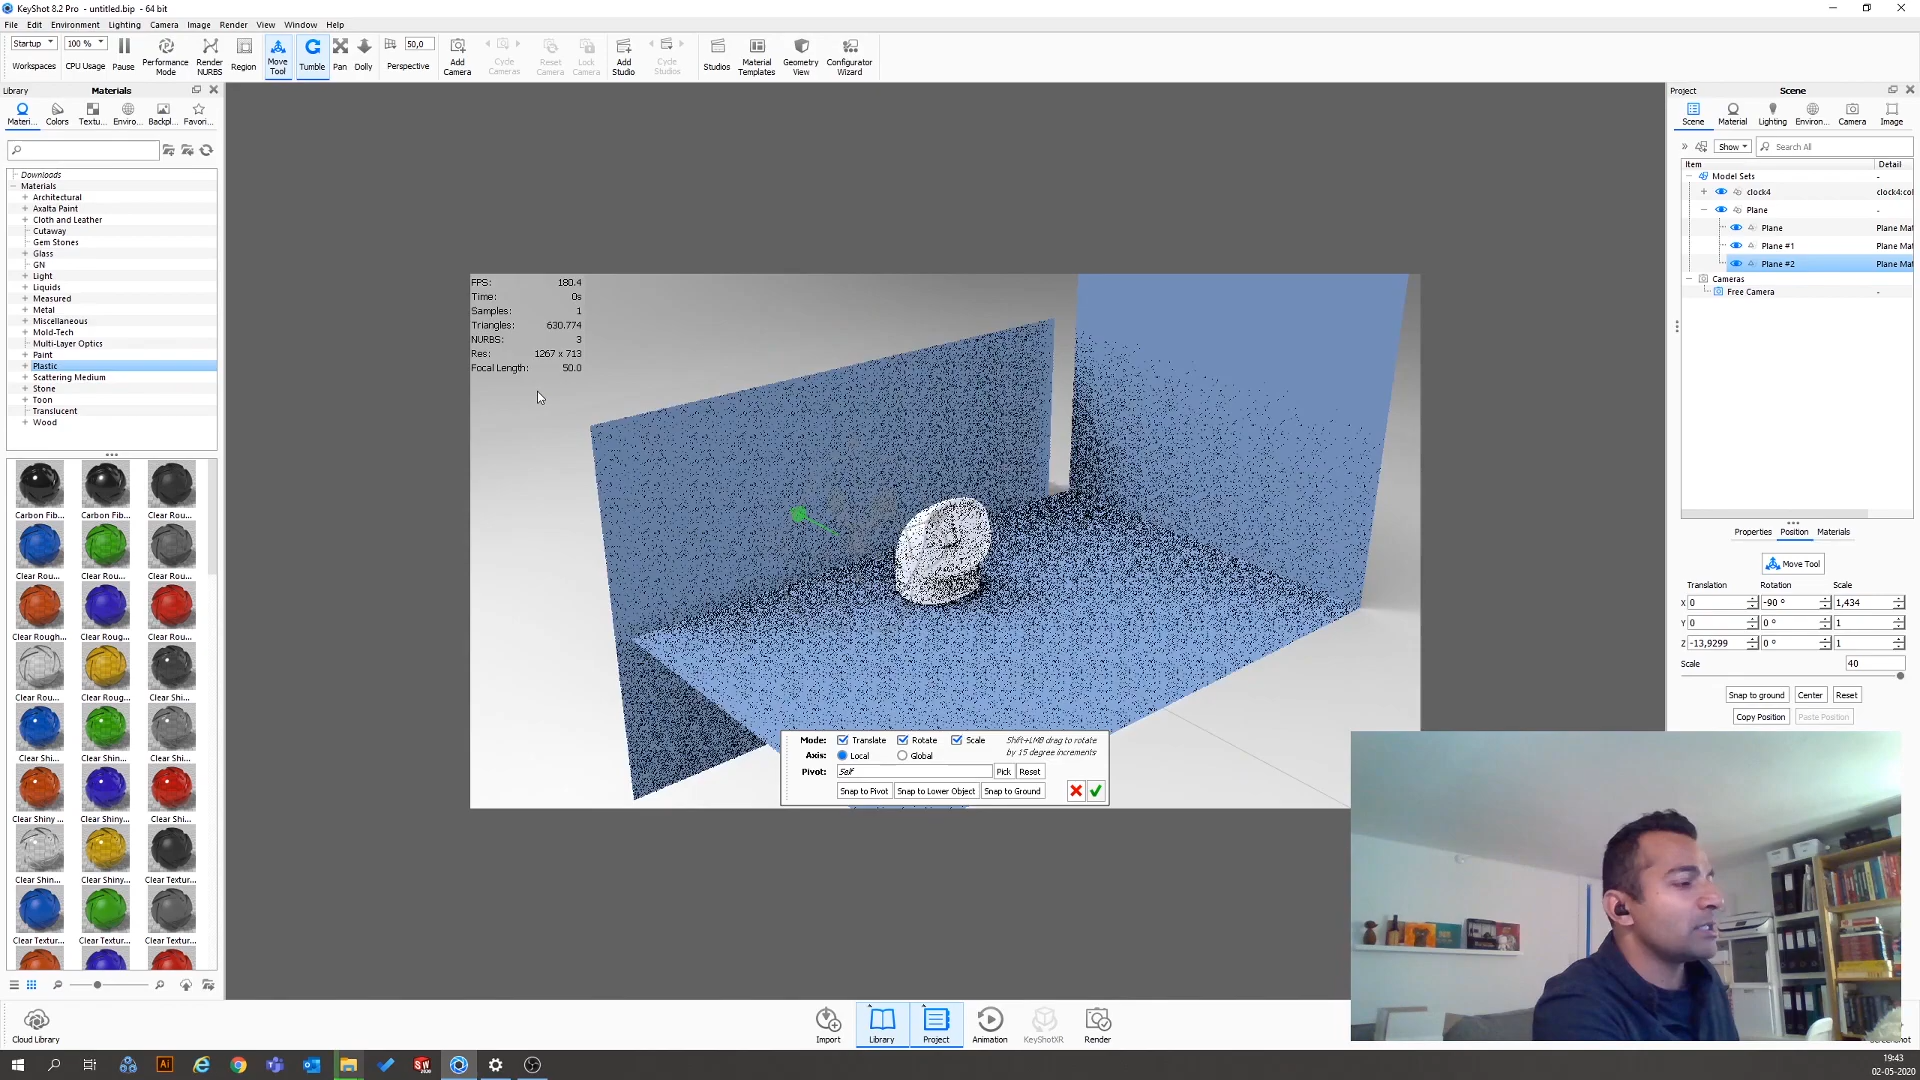 KeyShot 8.2 Pro - untitled.bip - 64 bit
File Edit Environment Lighting Camera Image Render View Window Help
Startup 100 % 50,0
Workspaces CPU Usage Pause Performance Mode Render NURBS Region Move Tool Tumble Pan Dolly Perspective Add Camera Cycle Cameras Reset Camera Lock Camera Add Studio Cycle Studios Studios Material Templates Geometry View Configurator Wizard
Library Materials
Materi... Colors Textu... Enviro... Backpl... Favori...
Downloads
Materials
Architectural
Axalta Paint
Cloth and Leather
Cutaway
Gem Stones
Glass
GN
Light
Liquids
Measured
Metal
Miscellaneous
Mold-Tech
Multi-Layer Optics
Paint
Plastic
Scattering Medium
Stone
Toon
Translucent
Wood
Carbon Fib... Carbon Fib... Clear Rou...
Clear Rou... Clear Rou... Clear Rou...
Clear Rough... Clear Roug... Clear Rou...
Clear Rou... Clear Roug... Clear Shi...
Clear Shi... Clear Shi... Clear Shi...
Clear Shiny ... Clear Shiny... Clear Shi...
Clear Shin... Clear Shiny... Clear Textur...
Clear Textur... Clear Textur... Clear Textur...
Cloud Library
FPS: 180.4
Time: 0s
Samples: 1
Triangles: 630.774
NURBS: 3
Res: 1267 x 713
Focal Length: 50.0
Mode: Translate Rotate Scale Shift+LMB drag to rotate by 15 degree increments
Axis: Local Global
Pivot: Self Pick Reset
Snap to Pivot Snap to Lower Object Snap to Ground
Import Library Project Animation KeyShotXR Render
Project Scene
Scene Material Lighting Environ... Camera Image
Show Search All
Item Detail
Model Sets -
clock4 clock4:col
Plane -
Plane Plane Mat
Plane #1 Plane Mat
Plane #2 Plane Mat
Cameras
Free Camera -
Properties Position Materials
Move Tool
Translation Rotation Scale
X 0 -90 ° 1,434
Y 0 0 ° 1
Z -13,9299 0 ° 1
Scale 40
Snap to ground Center Reset
Copy Position Paste Position
19:43
02-05-2020